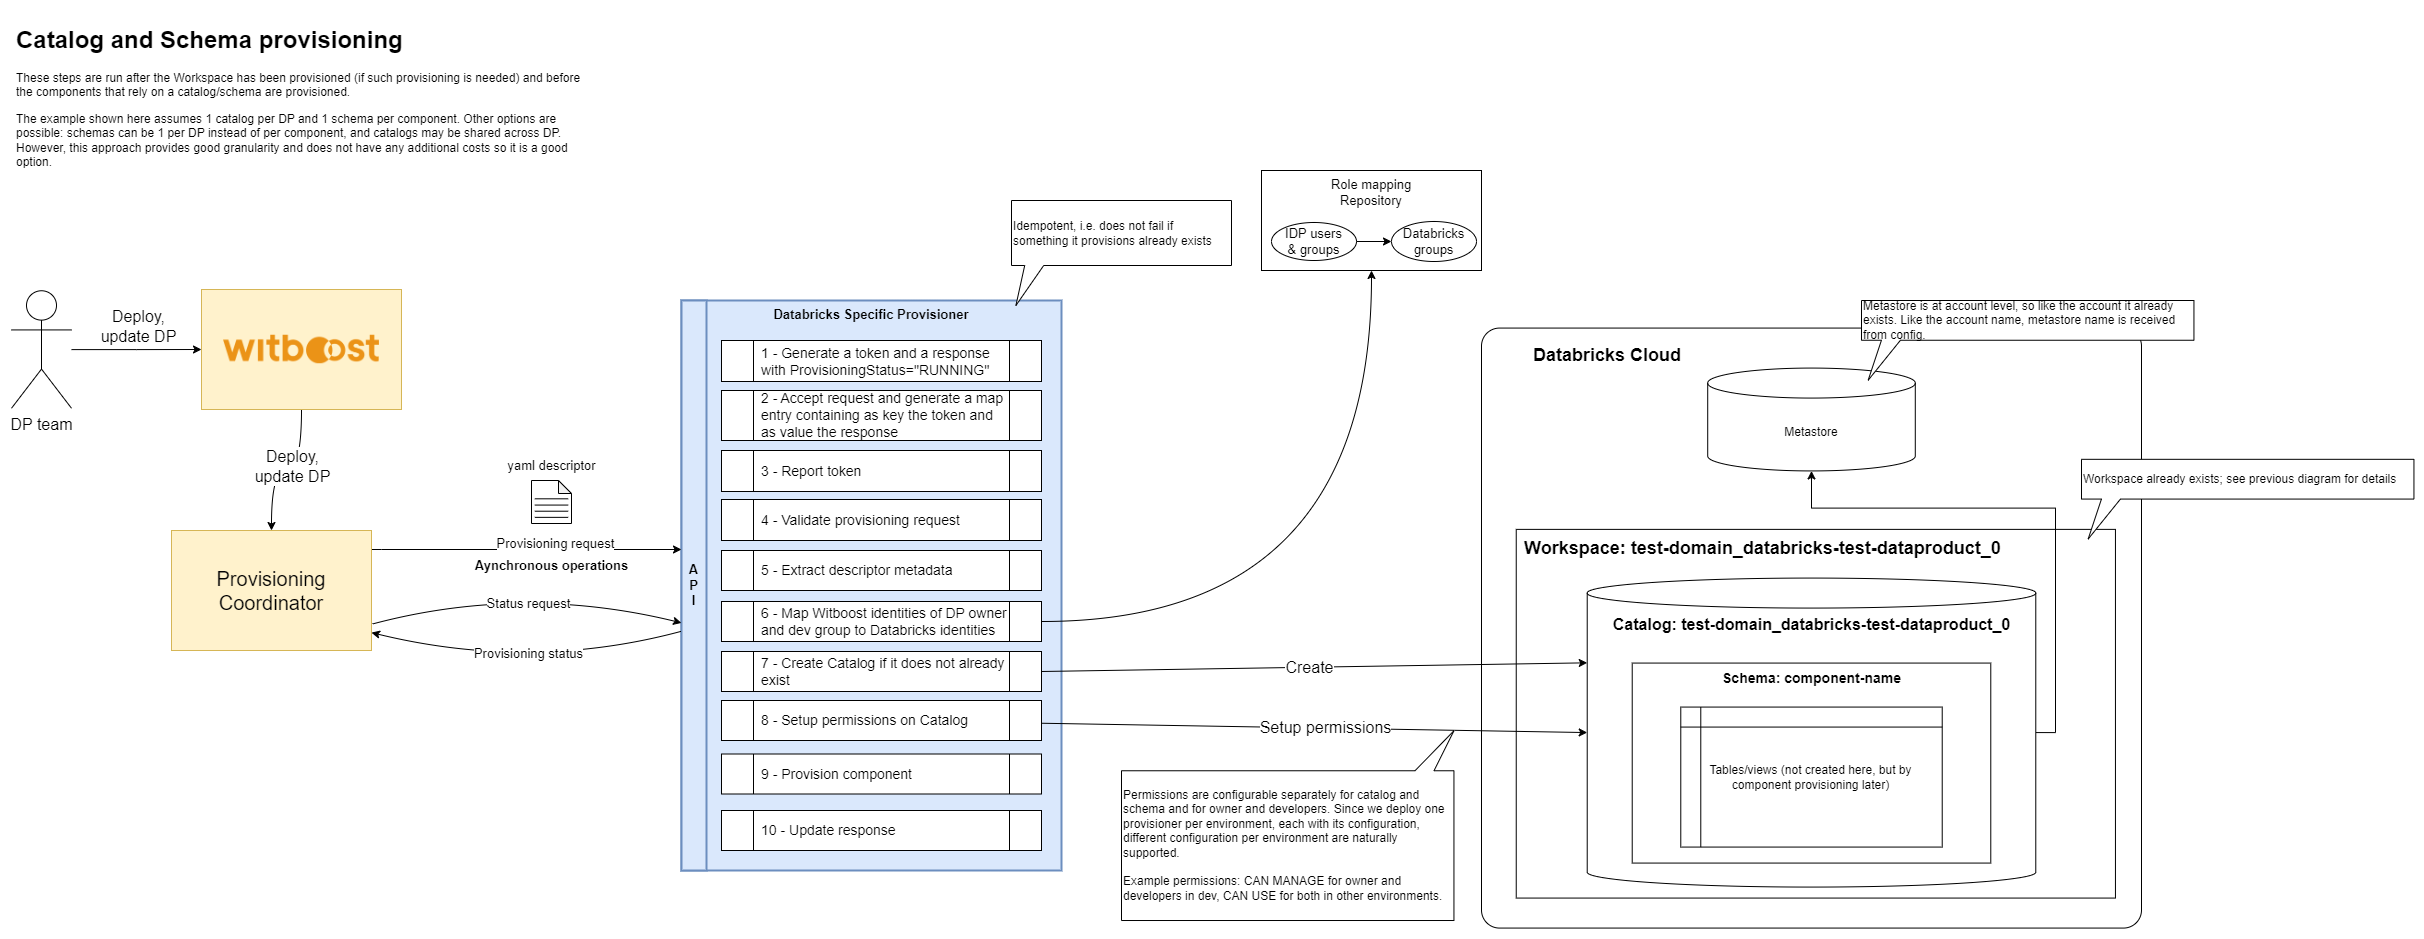 Catalog and Schema provisioning
These steps are run after the Workspace has been provisioned (if such provisioning is needed) and before
the components that rely on a catalog/schema are provisioned.
The example shown here assumes 1 catalog per DP and 1 schema per component. Other options are
possible: schemas can be 1 per DP instead of per component, and catalogs may be shared across DP.
However, this approach provides good granularity and does not have any additional costs so it is a good
option.
DP team
Deploy,
update DP
witboost
Deploy,
update DP
Provisioning
Coordinator
yaml descriptor
Provisioning request
Aynchronous operations
Status request
Provisioning status
Idempotent, i.e. does not fail if
something it provisions already exists
A
P
I
Databricks Specific Provisioner
1 - Generate a token and a response
with ProvisioningStatus="RUNNING"
2 - Accept request and generate a map
entry containing as key the token and
as value the response
3 - Report token
4 - Validate provisioning request
5 - Extract descriptor metadata
6 - Map Witboost identities of DP owner
and dev group to Databricks identities
7 - Create Catalog if it does not already
exist
8 - Setup permissions on Catalog
9 - Provision component
10 - Update response
Role mapping
Repository
IDP users
& groups
Databricks
groups
Create
Setup permissions
Permissions are configurable separately for catalog and
schema and for owner and developers. Since we deploy one
provisioner per environment, each with its configuration,
different configuration per environment are naturally
supported.
Example permissions: CAN MANAGE for owner and
developers in dev, CAN USE for both in other environments.
Databricks Cloud
Metastore is at account level, so like the account it already
exists. Like the account name, metastore name is received
from config.
Metastore
Workspace already exists; see previous diagram for details
Workspace: test-domain_databricks-test-dataproduct_0
Catalog: test-domain_databricks-test-dataproduct_0
Schema: component-name
Tables/views (not created here, but by
component provisioning later)